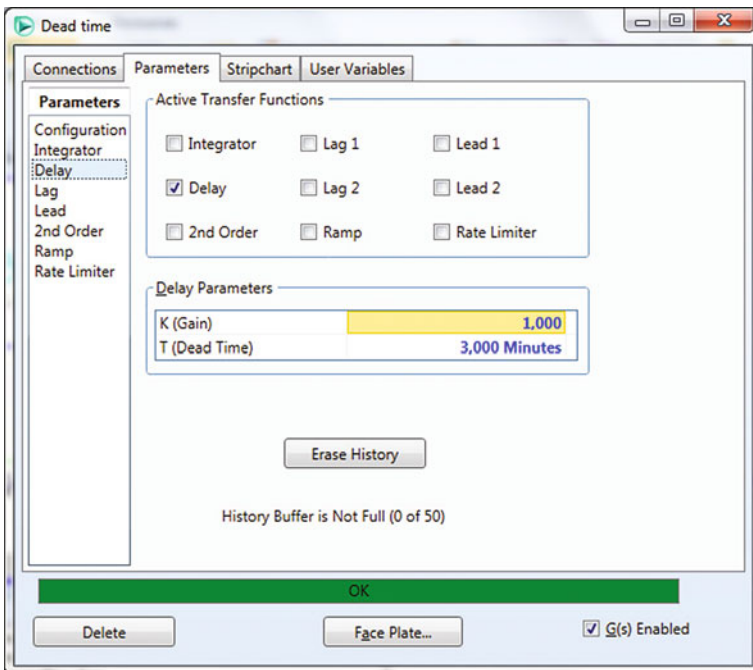 Dead time
Connections Parameters Stripchart User Variables
Parameters
Configuration
Integrator
Delay
Lag
Lead
2nd Order
Ramp
Rate Limiter
Active Transfer Functions
Integrator Lag 1 Lead 1
Delay Lag 2 Lead 2
2nd Order Ramp Rate Limiter
Delay Parameters
K (Gain) 1,000
T (Dead Time) 3,000 Minutes
Erase History
History Buffer is Not Full (0 of 50)
OK
Delete Face Plate... G(s) Enabled